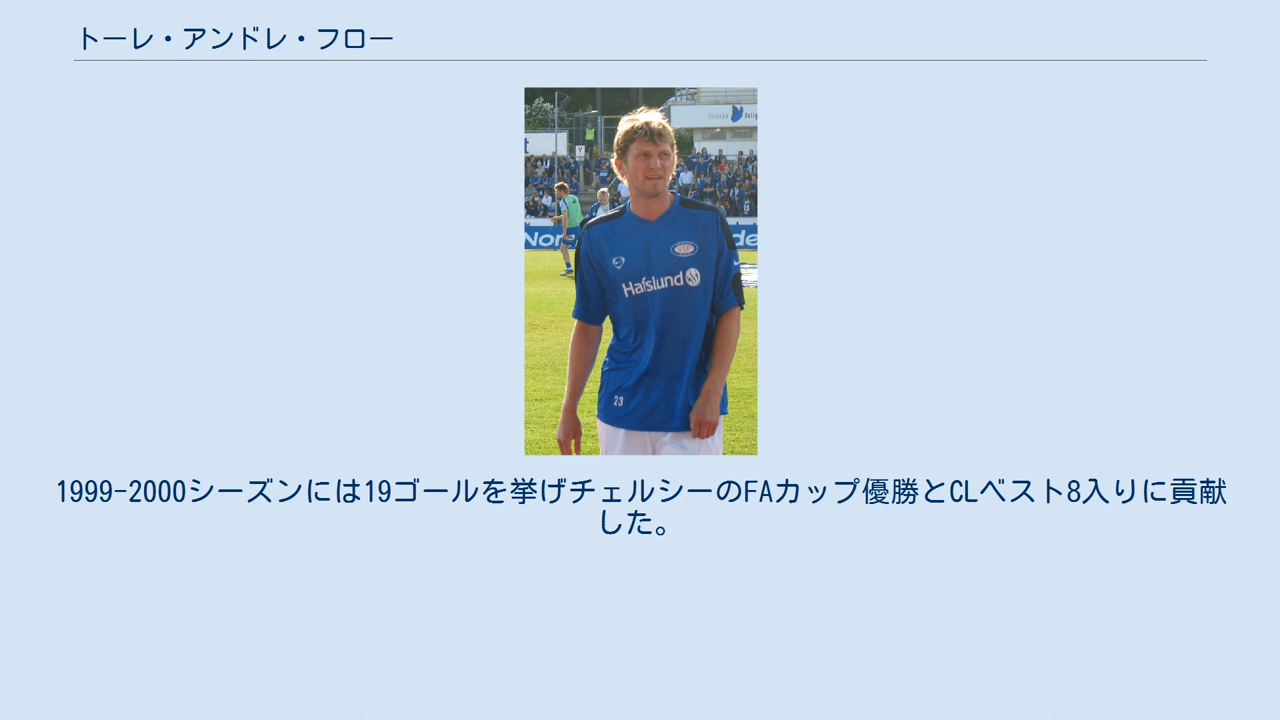 トーレ・アンドレ・フロー
Nor
de
VIF
Hafslund
23
1999-2000シーズンには19ゴールを挙げチェルシーのFAカップ優勝とCLベスト8入りに貢献
した。